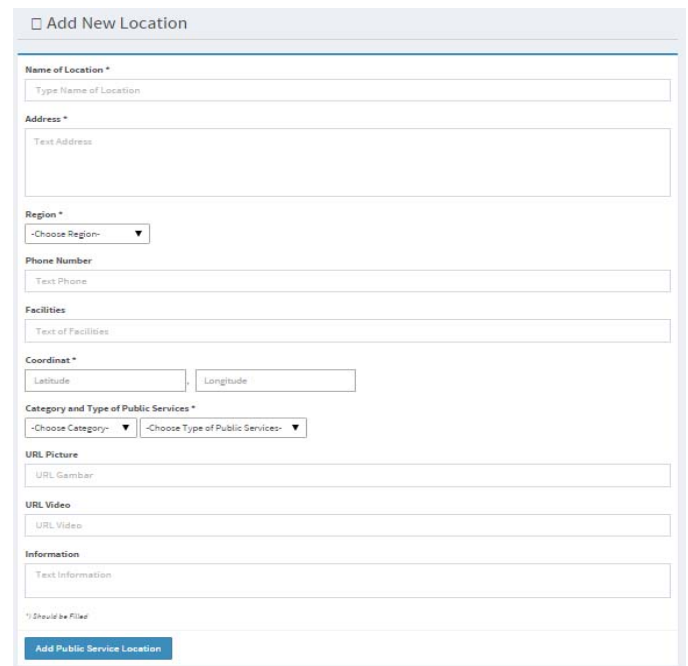 Add New Location
Name of Location *
Type Name of Location
Address *
Text Address
Region *
-Choose Region- ▼
Phone Number
Text Phone
Facilities
Text of Facilities
Coordinat *
Latitude , Longitude
Category and Type of Public Services *
-Choose Category- ▼ -Choose Type of Public Services- ▼
URL Picture
URL Gambar
URL Video
URL Video
Information
Text Information
*) Should be Filled
Add Public Service Location